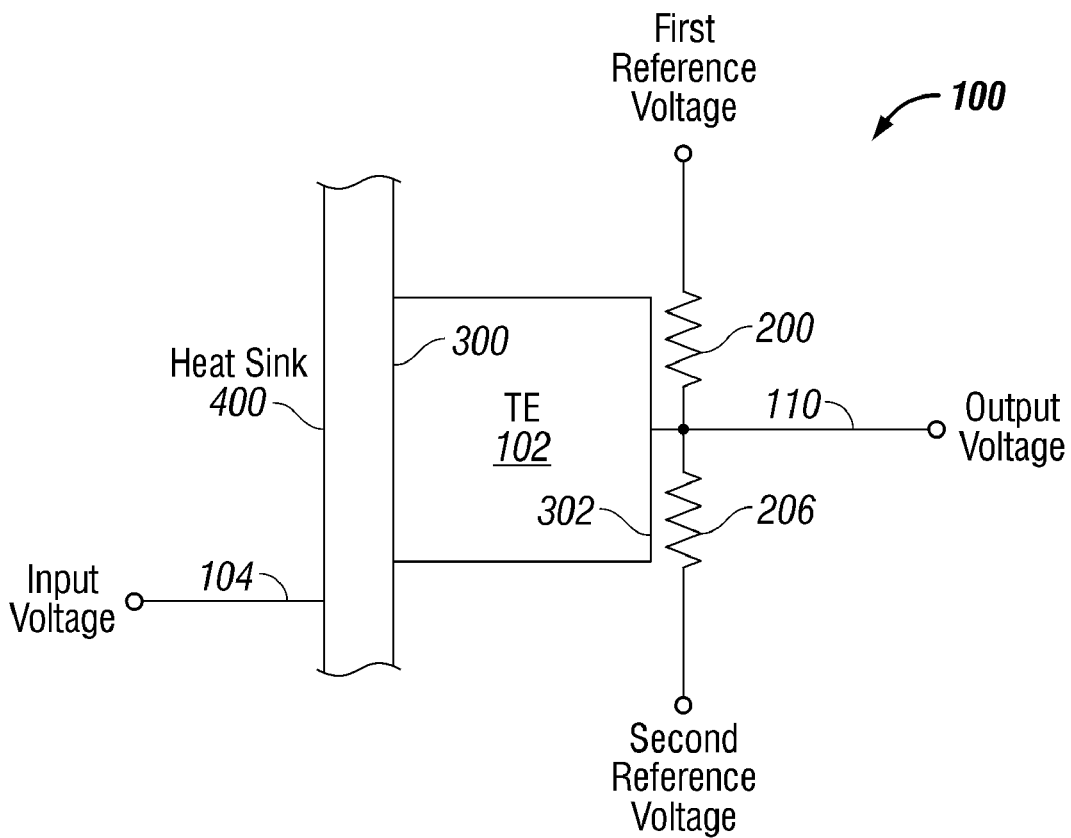 First
Reference
Voltage
100
300
200
Heat Sink
400
TE
102
110
Output
Voltage
302
206
Input
Voltage
104
Second
Reference
Voltage